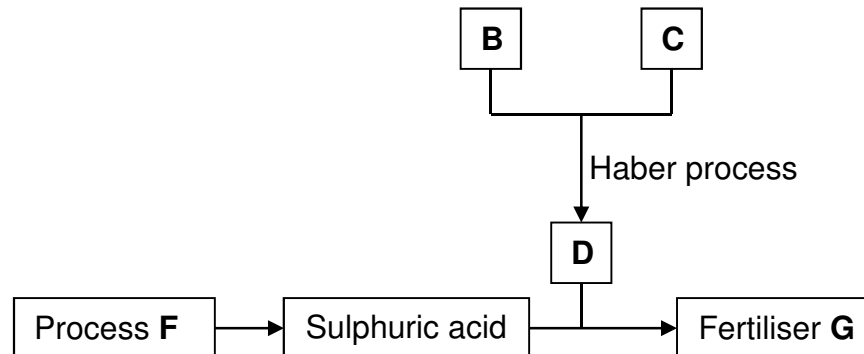 B
C
Haber process
D
Process F
Sulphuric acid
Fertiliser G